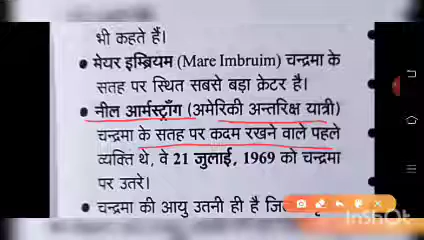 भी कहते हैं।
● मेयर इम्ब्रियम (Mare Imbruim) चन्द्रमा के
सतह पर स्थित सबसे बड़ा क्रेटर है।
● नील आर्मस्ट्राँग (अमेरिकी अन्तरिक्ष यात्री)
चन्द्रमा के सतह पर कदम रखने वाले पहले
व्यक्ति थे, वे 21 जुलाई, 1969 को चन्द्रमा
पर उतरे।
● चन्द्रमा की आयु उतनी ही है
InShot